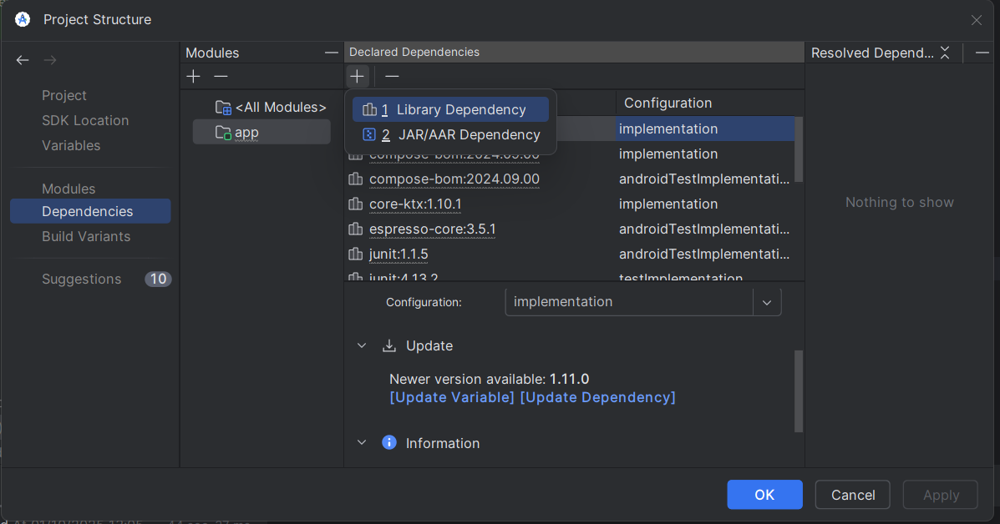 Project Structure
Modules
Declared Dependencies
Resolved Depend...
Project
SDK Location
Variables
Modules
Dependencies
Build Variants
Suggestions 10
<All Modules>
app
1 Library Dependency
2 JAR/AAR Dependency
Configuration
implementation
compose-bom:2024.09.00 implementation
compose-bom:2024.09.00 androidTestImplementati...
core-ktx:1.10.1 implementation
espresso-core:3.5.1 androidTestImplementati...
junit:1.1.5 androidTestImplementati...
junit:4.13.2 testImplementation
Configuration: implementation
Update
Newer version available: 1.11.0
[Update Variable] [Update Dependency]
Information
Nothing to show
OK Cancel Apply